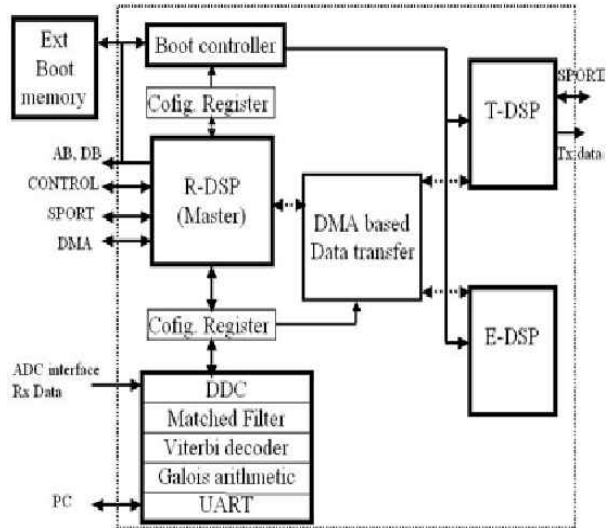 Ext
Boot
memory
Boot controller
Cofig. Register
AB, DB
CONTROL
SPORT
DMA
R-DSP
(Master)
DMA based
Data transfer
T-DSP
SPORT
Tx data
E-DSP
Cofig. Register
ADC interface
Rx Data
DDC
Matched Filter
Viterbi decoder
Galois arithmetic
UART
PC